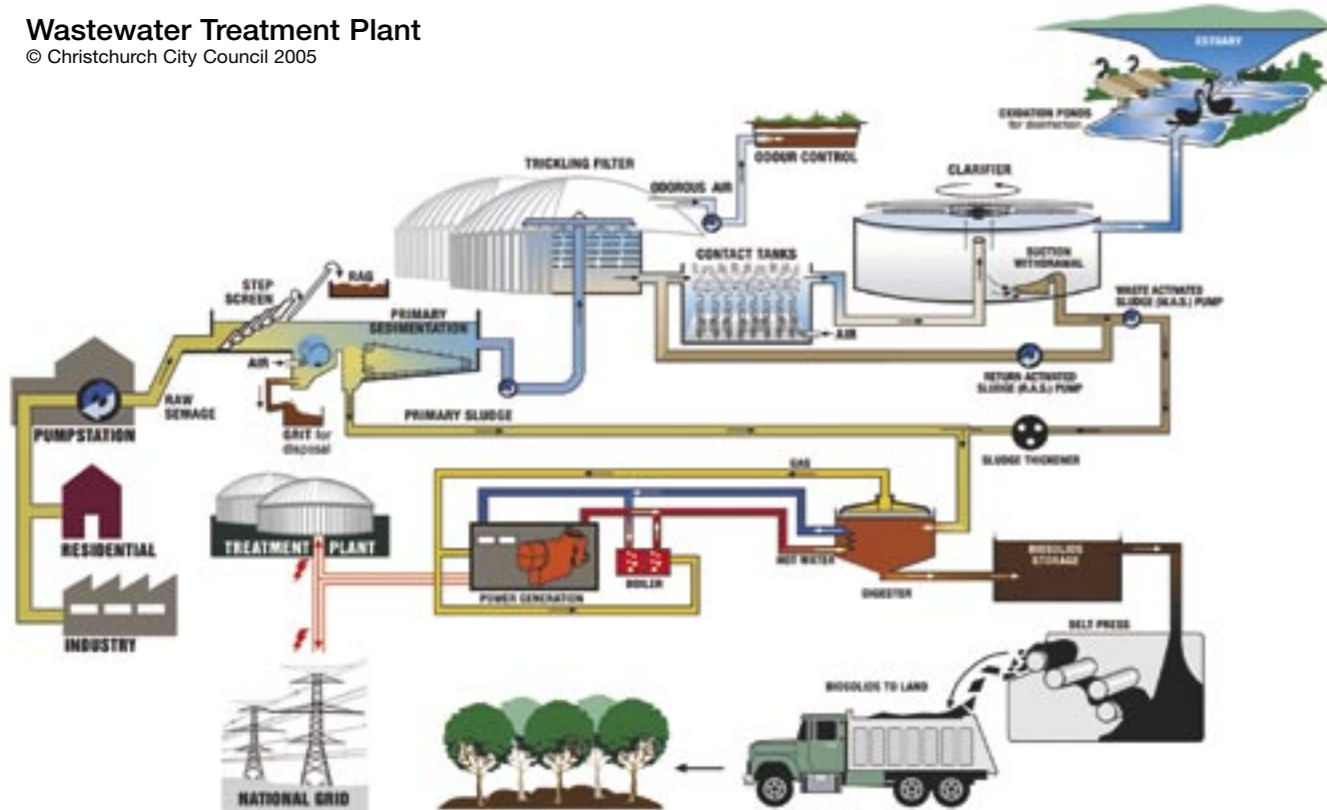 Wastewater Treatment Plant
© Christchurch City Council 2005
ESTUARY
OXIDATION PONDS
for disinfection
ODOUR CONTROL
TRICKLING FILTER
ODOROUS AIR
CLARIFIER
CONTACT TANKS
SUCTION
WITHDRAWAL
STEP
SCREEN
RAG
WASTE ACTIVATED
SLUDGE (W.A.S.) PUMP
PRIMARY
SEDIMENTATION
AIR
AIR
RETURN ACTIVATED
SLUDGE (R.A.S.) PUMP
RAW
SEWAGE
PRIMARY SLUDGE
PUMPSTATION
GRIT for
disposal
SLUDGE THICKENER
GAS
RESIDENTIAL
TREATMENT PLANT
HOT WATER
BIOSOLIDS
STORAGE
BOILER
POWER GENERATION
DIGESTER
INDUSTRY
BELT PRESS
BIOSOLIDS TO LAND
NATIONAL GRID